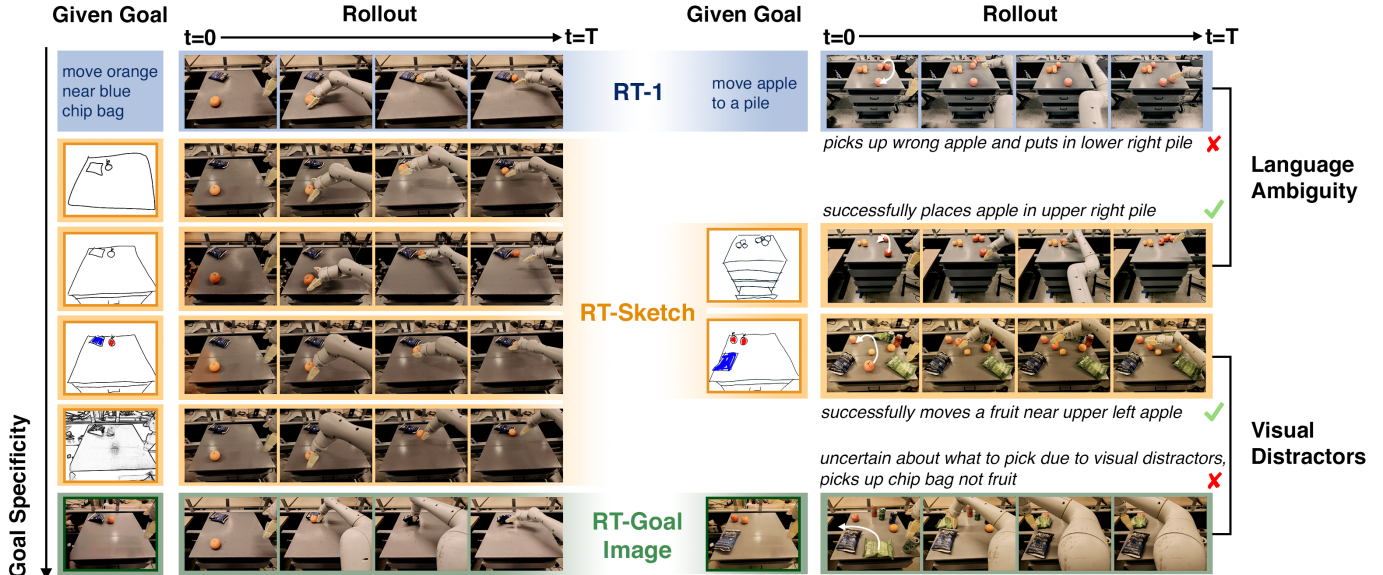 Given Goal
Rollout
t=0
t=T
move orange
near blue
chip bag
RT-1
RT-Sketch
RT-Goal
Image
Goal Specificity
Given Goal
Rollout
t=0
t=T
move apple
to a pile
picks up wrong apple and puts in lower right pile
successfully places apple in upper right pile
Language
Ambiguity
successfully moves a fruit near upper left apple
uncertain about what to pick due to visual distractors,
picks up chip bag not fruit
Visual
Distractors